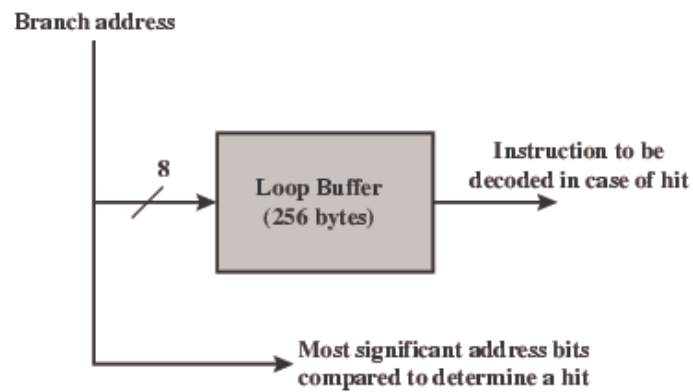 Branch address
8
Loop Buffer
(256 bytes)
Instruction to be
decoded in case of hit
Most significant address bits
compared to determine a hit